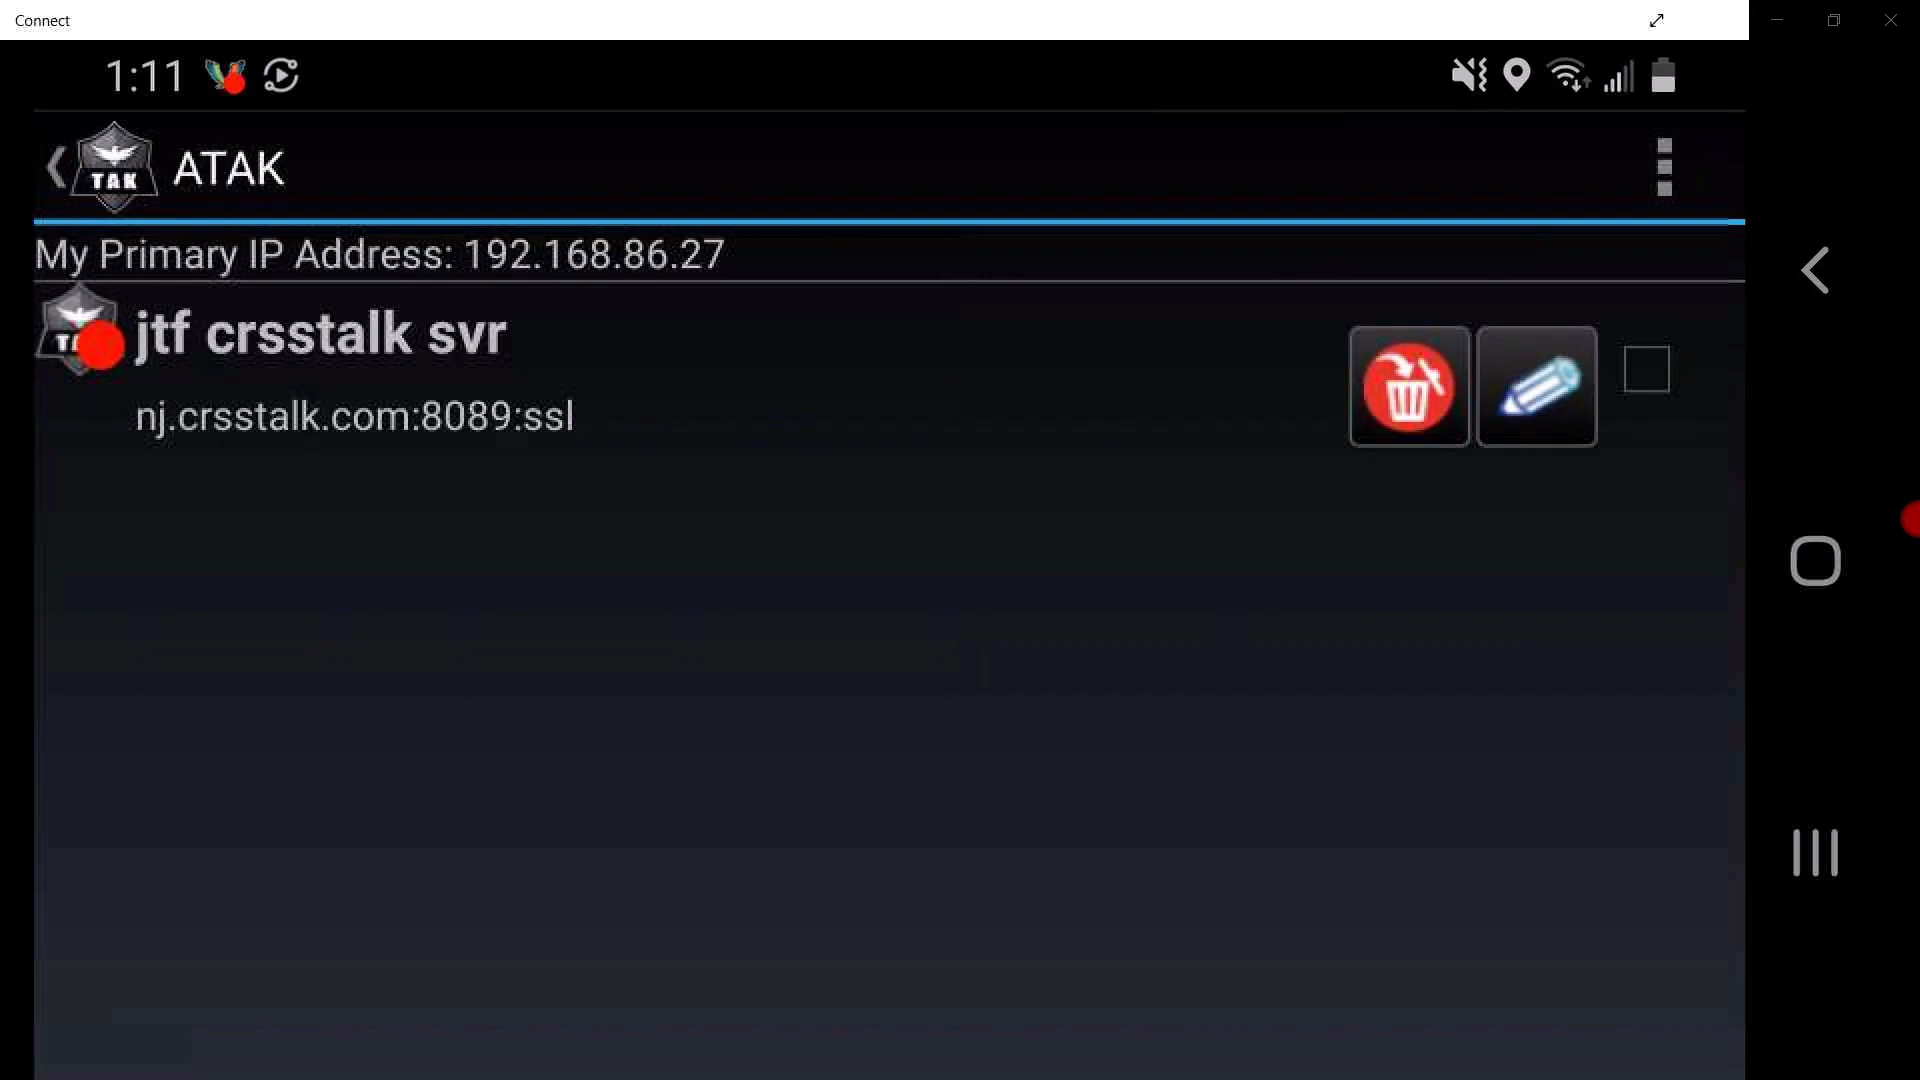 Connect
1:11
TAK
ATAK
My Primary IP Address: 192.168.86.27
jtf crsstalk svr
nj.crsstalk.com:8089:ssl